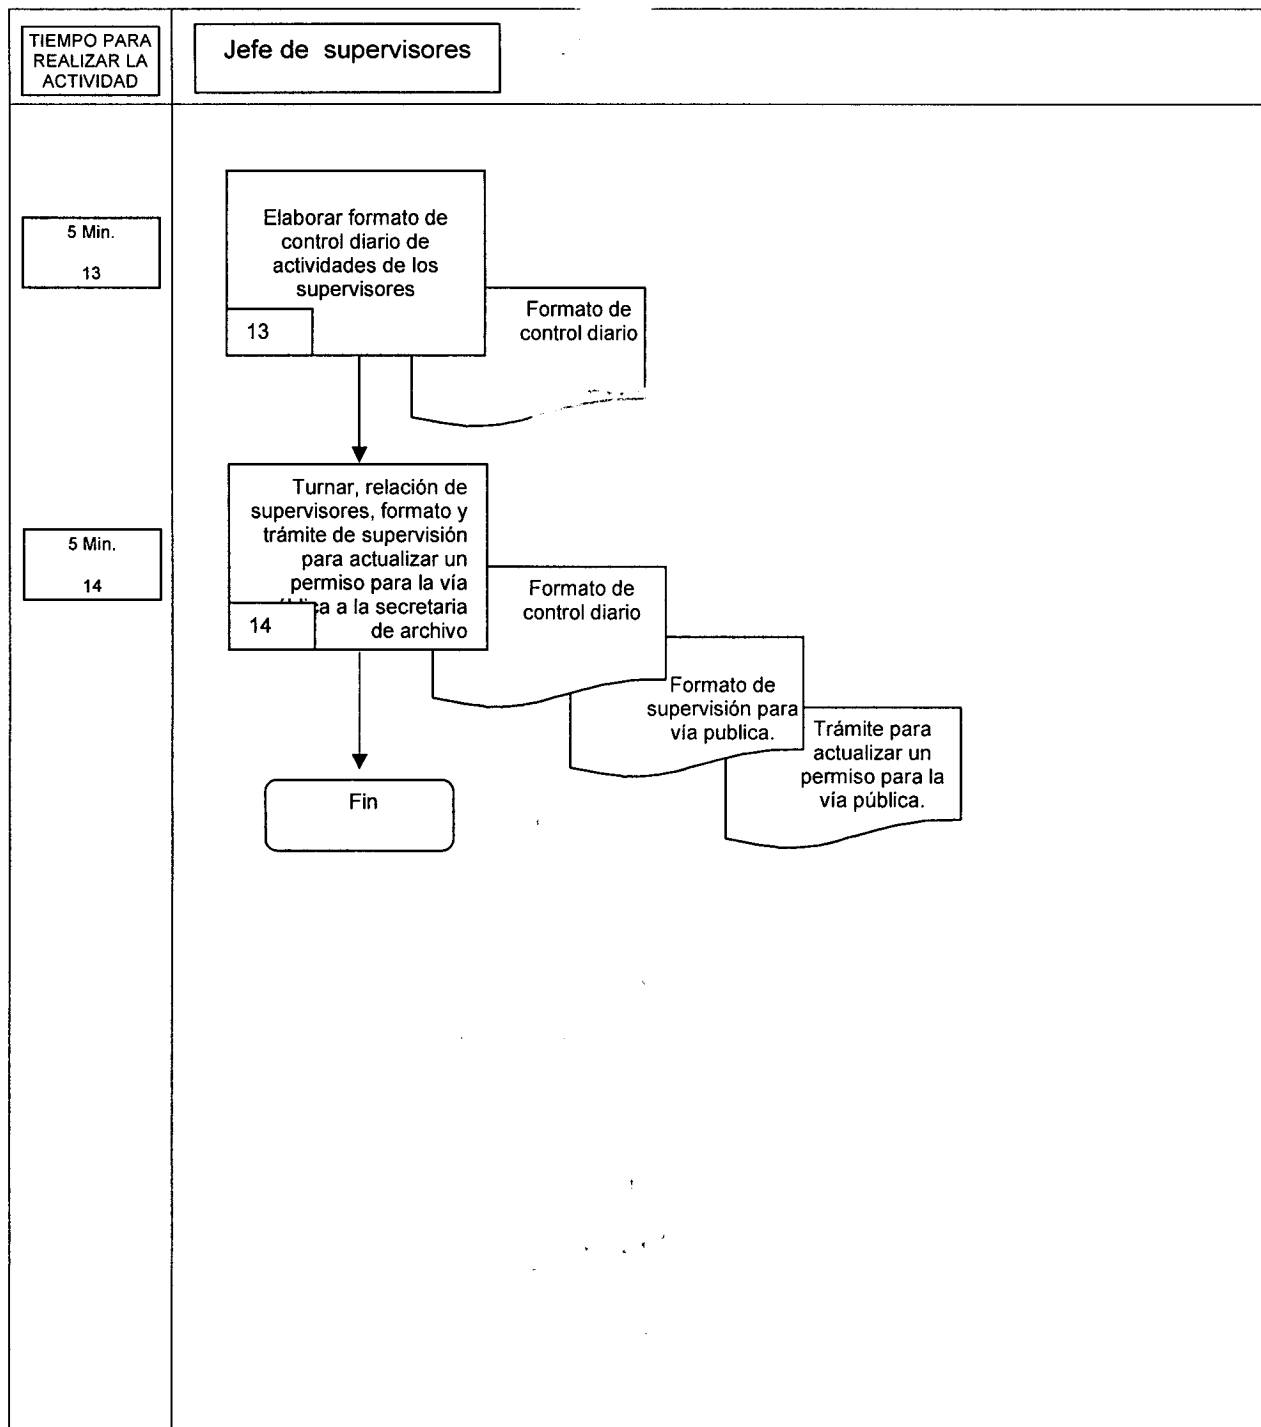 TIEMPO PARA
REALIZAR LA
ACTIVIDAD
Jefe de supervisores
5 Min.
13
Elaborar formato de
control diario de
actividades de los
supervisores
13
Formato de
control diario
5 Min.
14
Turnar, relación de
supervisores, formato y
trámite de supervisión
para actualizar un
permiso para la vía
a la secretaria
de archivo
14
Formato de
control diario
Formato de
supervisión para
vía publica.
Trámite para
actualizar un
permiso para la
vía pública.
Fin